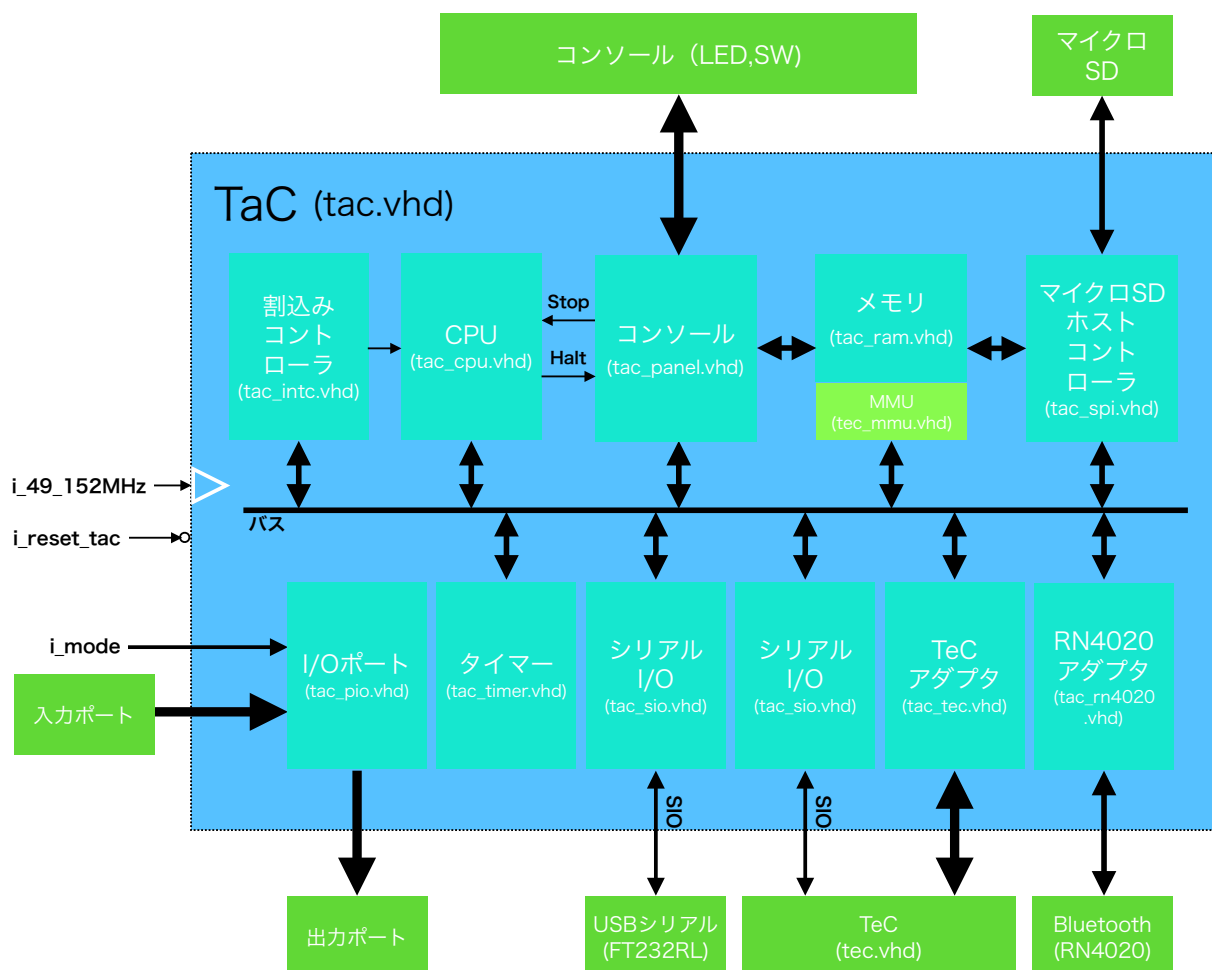 コンソール（LED,SW)
マイクロ
SD
TaC (tac.vhd)
割込み
コント
ローラ
(tac_intc.vhd)
CPU
(tac_cpu.vhd)
Stop
Halt
コンソール
(tac_panel.vhd)
メモリ
(tac_ram.vhd)
MMU
(tec_mmu.vhd)
マイクロSD
ホスト
コント
ローラ
(tac_spi.vhd)
i_49_152MHz
i_reset_tac
バス
i_mode
入力ポート
I/Oポート
(tac_pio.vhd)
タイマー
(tac_timer.vhd)
シリアル
I/O
(tac_sio.vhd)
シリアル
I/O
(tac_sio.vhd)
TeC
アダプタ
(tac_tec.vhd)
RN4020
アダプタ
(tac_rn4020
.vhd)
SIO
SIO
出力ポート
USBシリアル
(FT232RL)
TeC
(tec.vhd)
Bluetooth
(RN4020)